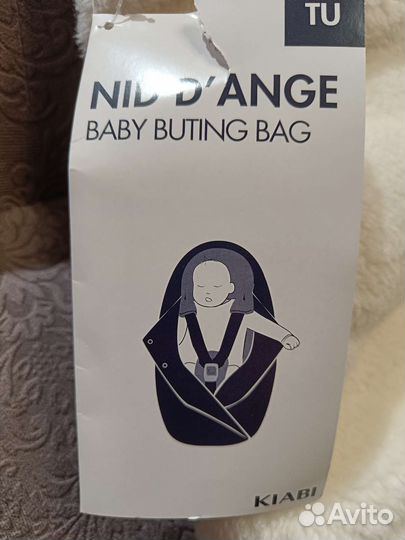 TU
NID D'ANGE
BABY BUTING BAG
KIABI
Avito